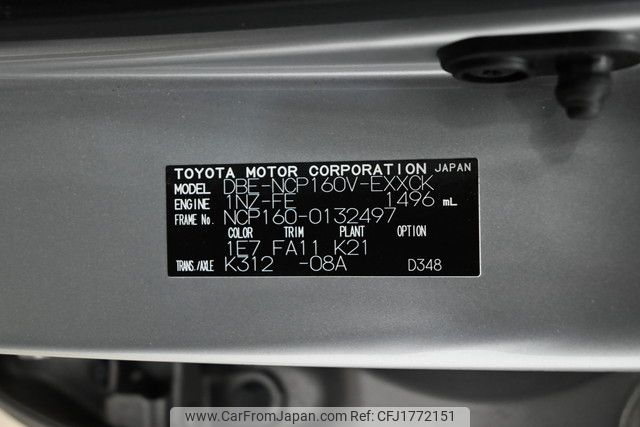 TOYOTA MOTOR CORPORATION JAPAN
MODEL DBE-NCP160V-EXXCK
ENGINE 1NZ-FE 1496 mL
FRAME No. NCP160-0132497
COLOR TRIM PLANT OPTION
1E7 FA11 K21
TRANS./AXLE K312 -08A D348
www.CarFromJapan.com | Ref-CFJ1772151